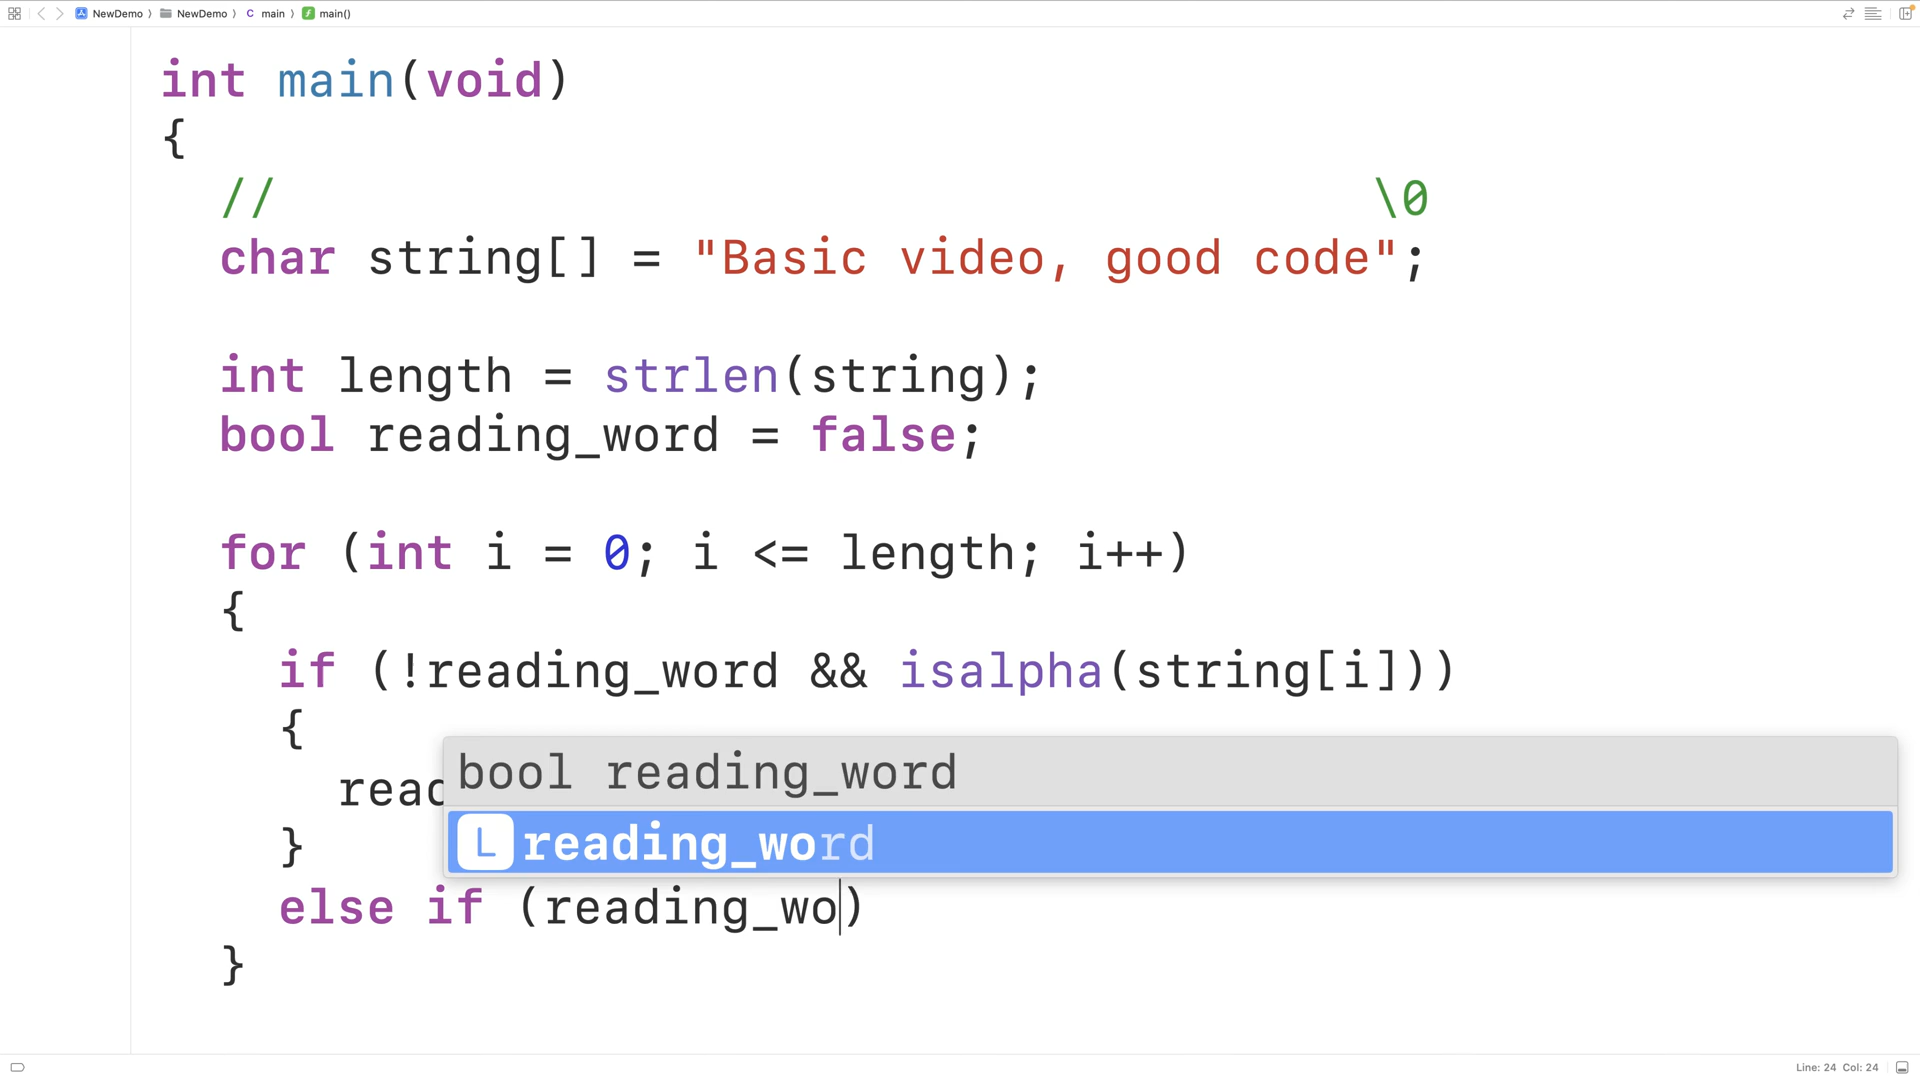 NewDemo 〉 NewDemo 〉 C main 〉 f main()
int main(void)
{
// \0
char string[] = "Basic video, good code";
int length = strlen(string);
bool reading_word = false;
for (int i = 0; i <= length; i++)
{
if (!reading_word && isalpha(string[i]))
{
bool reading_word
read
L reading_word
}
else if (reading_wo)
}
Line: 24 Col: 24